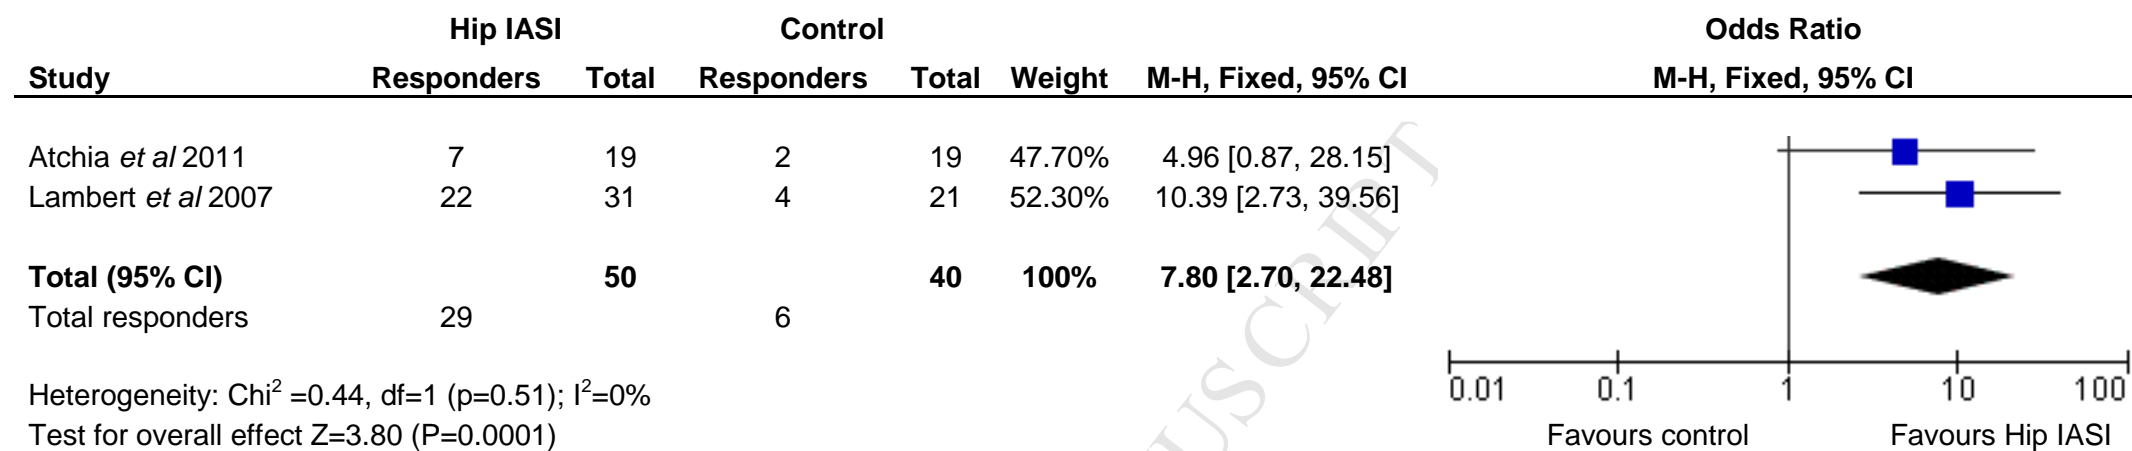 Hip IASI Control Odds Ratio
Study Responders Total Responders Total Weight M-H, Fixed, 95% CI M-H, Fixed, 95% CI
Atchia et al 2011 7 19 2 19 47.70% 4.96 [0.87, 28.15]
Lambert et al 2007 22 31 4 21 52.30% 10.39 [2.73, 39.56]
Total (95% CI) 50 40 100% 7.80 [2.70, 22.48]
Total responders 29 6
0.01 0.1 1 10 100
Heterogeneity: Chi² =0.44, df=1 (p=0.51); I²=0%
Test for overall effect Z=3.80 (P=0.0001) Favours control Favours Hip IASI
USCRIPT